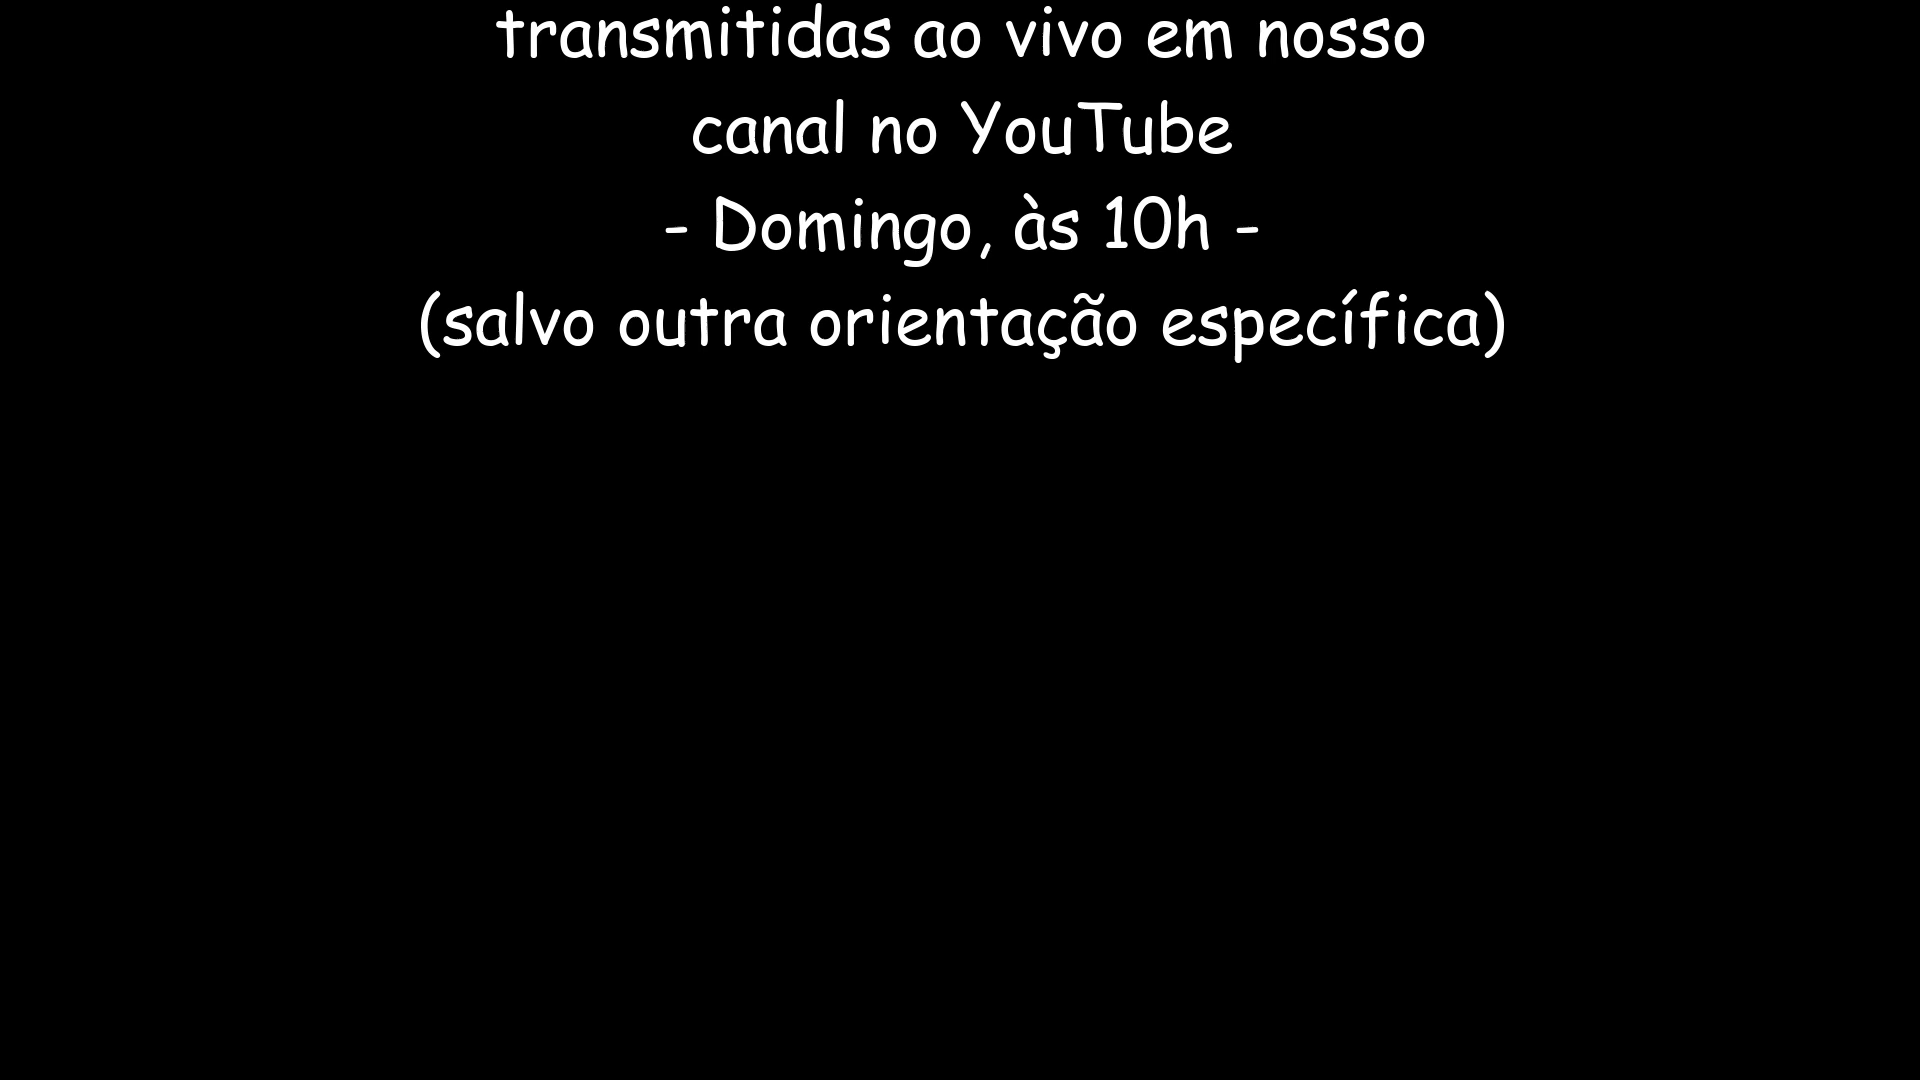 transmitidas ao vivo em nosso
canal no YouTube
- Domingo, às 10h -
(salvo outra orientação específica)